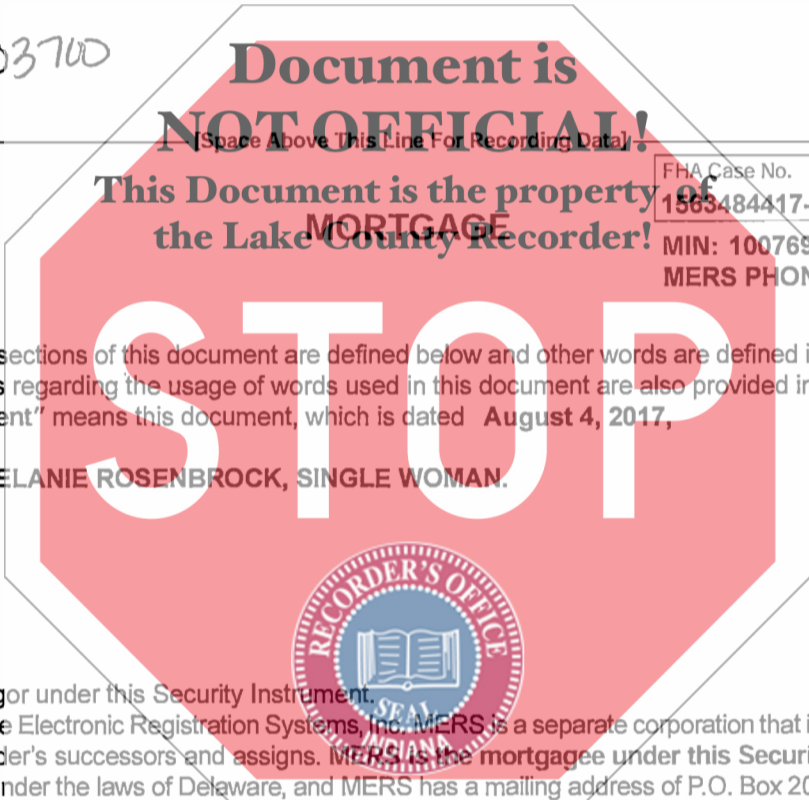 03700
Document is
NOT OFFICIAL!
[Space Above This Line For Recording Data]
This Document is the property of
the Lake County Recorder!
MORTGAGE
FHA Case No.
1563484417-
MIN: 100769
MERS PHON
STOP
sections of this document are defined below and other words are defined i
s regarding the usage of words used in this document are also provided in
ent" means this document, which is dated August 4, 2017,
ELANIE ROSENBROCK, SINGLE WOMAN.
RECORDER'S OFFICE
SEAL
INDIANA
gor under this Security Instrument.
e Electronic Registration Systems, Inc. MERS is a separate corporation that i
der's successors and assigns. MERS is the mortgagee under this Securi
nder the laws of Delaware, and MERS has a mailing address of P.O. Box 20